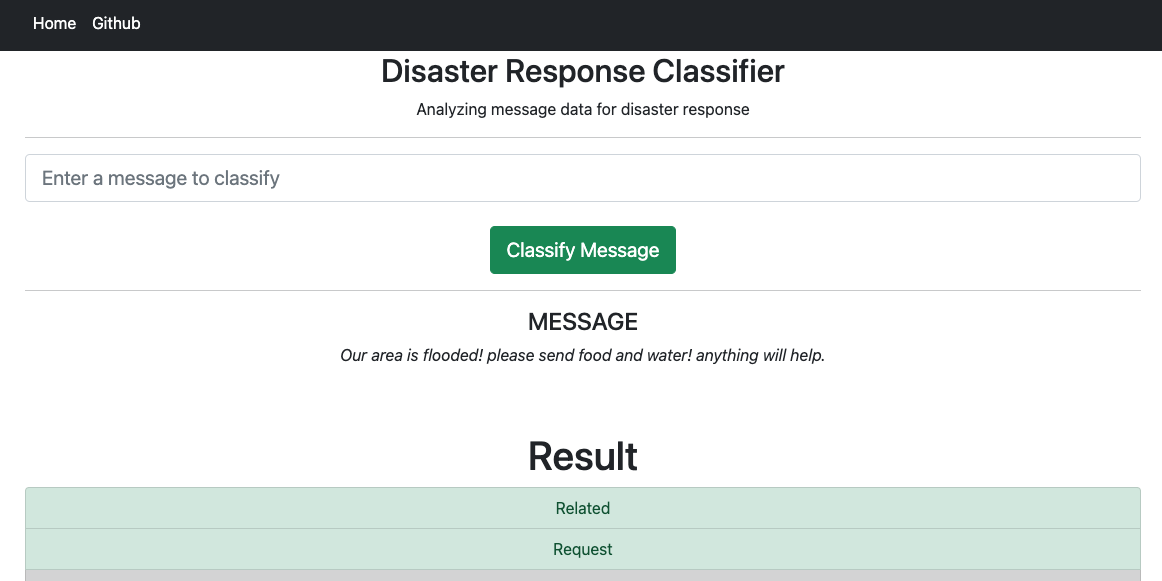 Home Github
Disaster Response Classifier
Analyzing message data for disaster response
Enter a message to classify
Classify Message
MESSAGE
Our area is flooded! please send food and water! anything will help.
Result
Related
Request